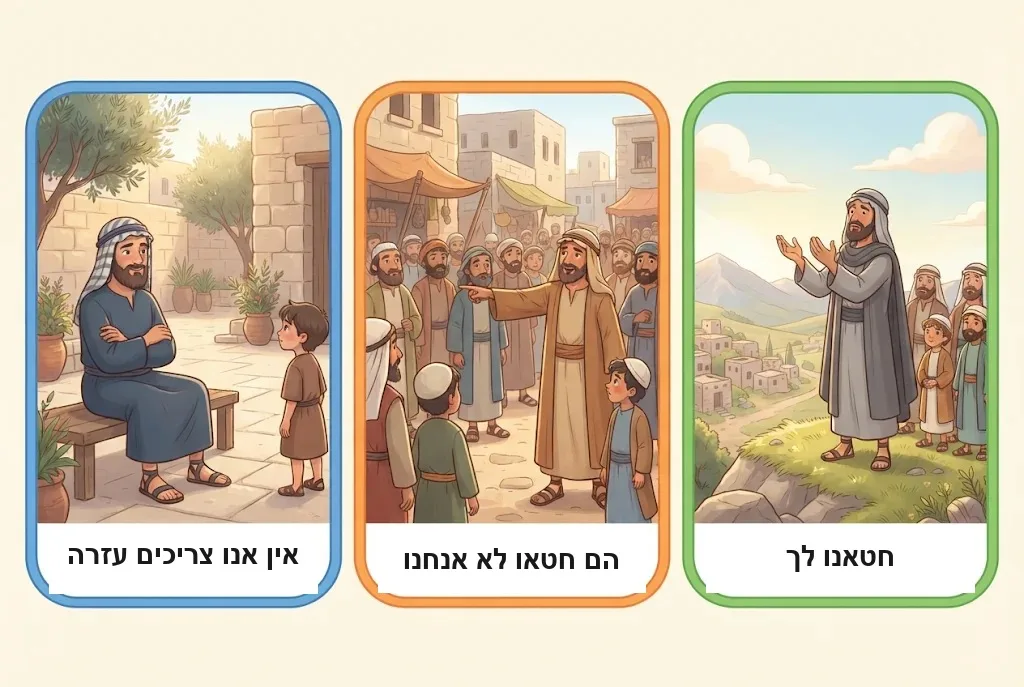 חטאנו לך
הם חטאו לא אנחנו
אין אנו צריכים עזרה